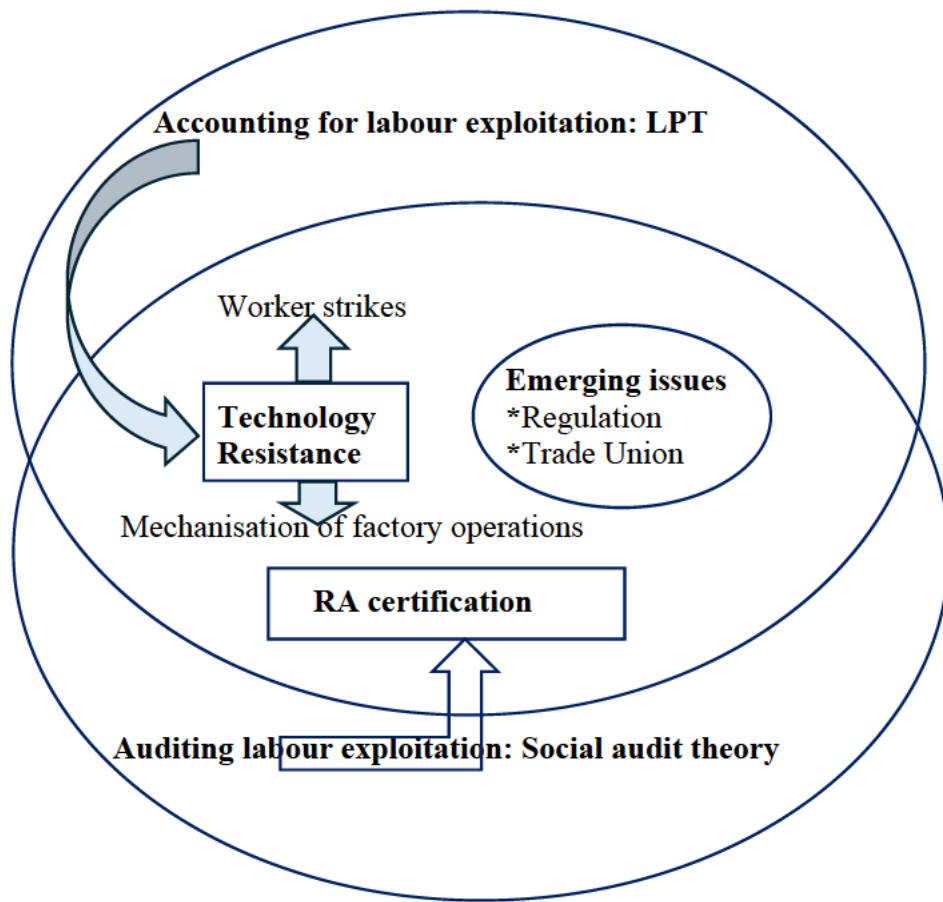 Accounting for labour exploitation: LPT
Worker strikes
Technology
Resistance
Emerging issues
*Regulation
*Trade Union
Mechanisation of factory operations
RA certification
Auditing labour exploitation: Social audit theory